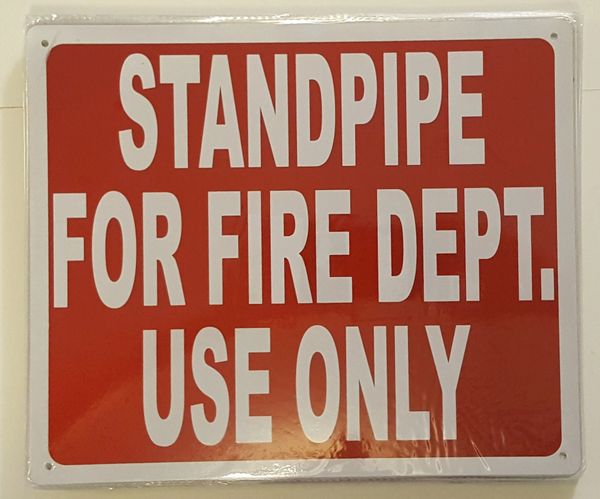 STANDPIPE
FOR FIRE DEPT.
USE ONLY